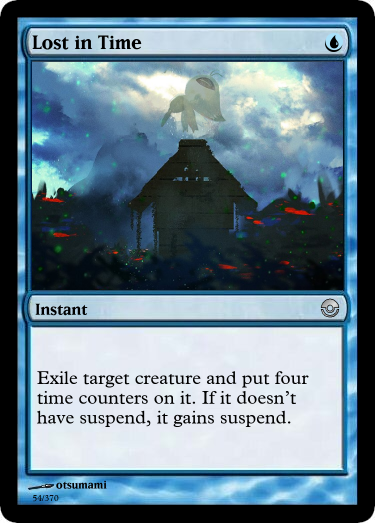 Lost in Time
Instant
Exile target creature and put four
time counters on it. If it doesn't
have suspend, it gains suspend.
otsumami
54/370